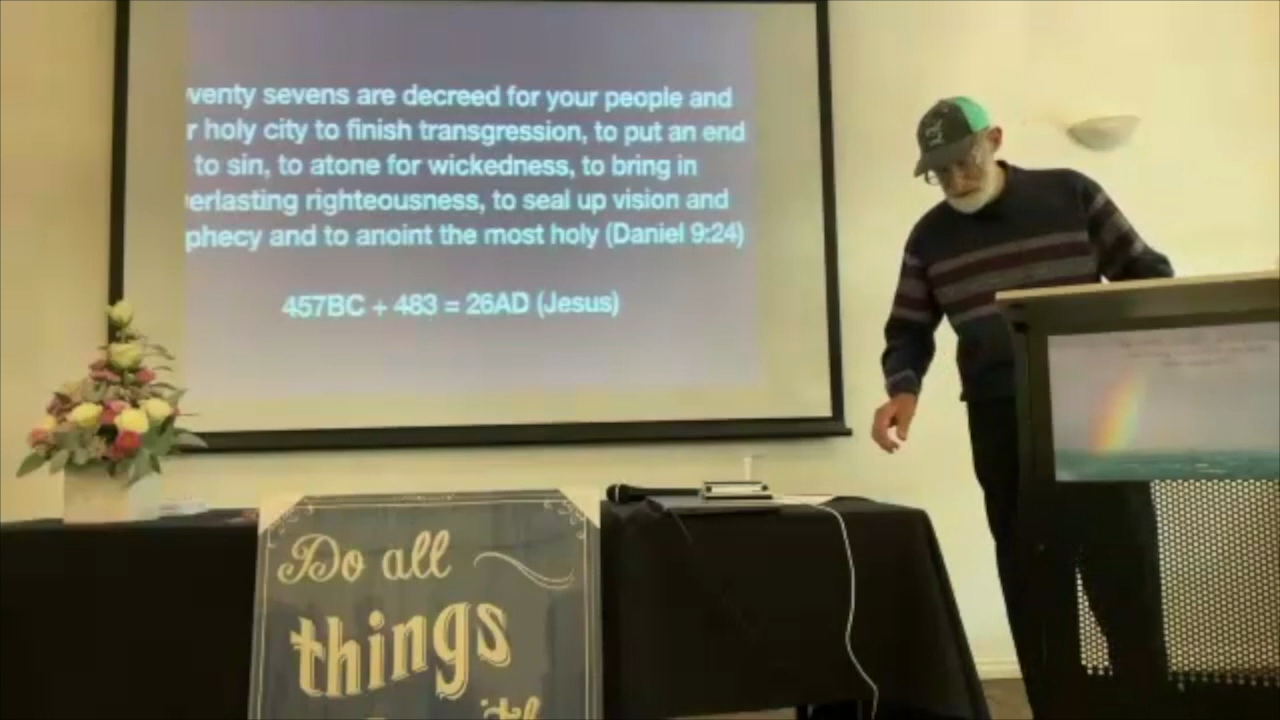 venty sevens are decreed for your people and
r holy city to finish transgression, to put an end
to sin, to atone for wickedness, to bring in
erlasting righteousness, to seal up vision and
phecy and to anoint the most holy (Daniel 9:24)
457BC + 483 = 26AD (Jesus)
Do all
things